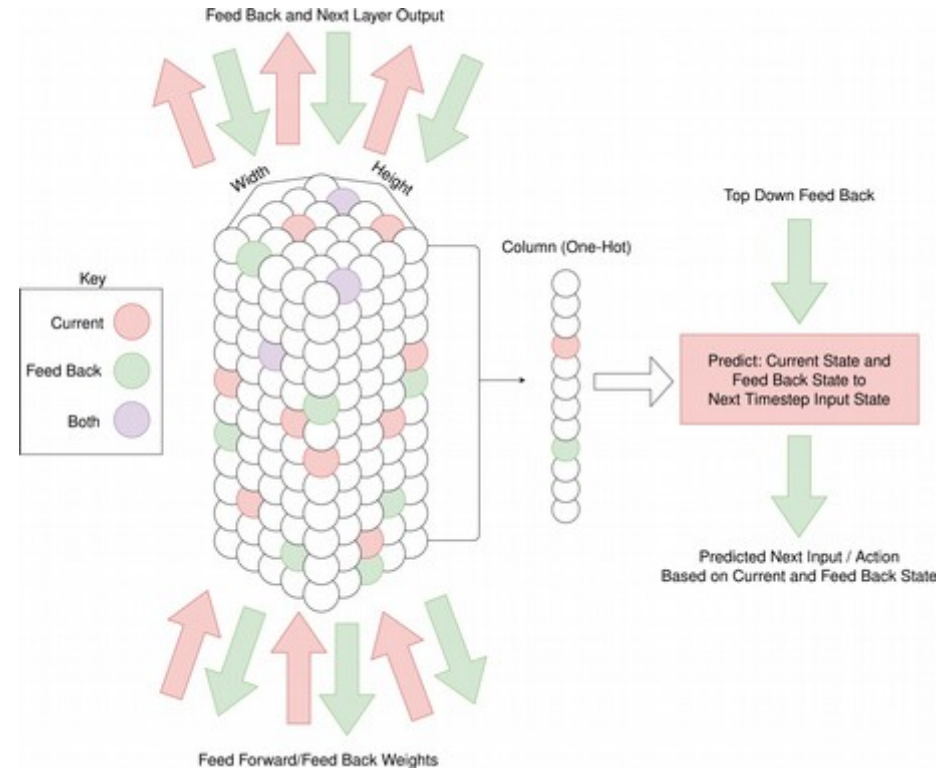 Feed Back and Next Layer Output
Width
Height
Key
Current
Feed Back
Both
Column (One-Hot)
Top Down Feed Back
Predict: Current State and
Feed Back State to
Next Timestep Input State
Predicted Next Input / Action
Based on Current and Feed Back State
Feed Forward/Feed Back Weights